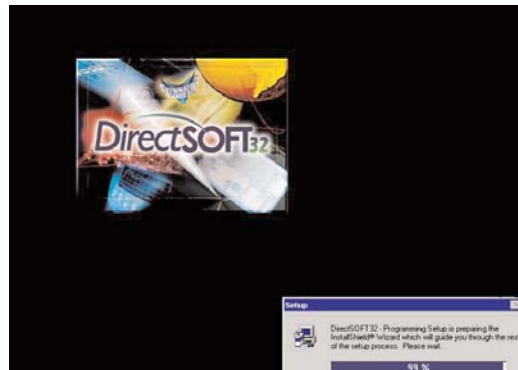 DirectSOFT32
Setup
DirectSOFT32 - Programming Setup is preparing the
InstallShield® Wizard which will guide you through the rest
of the setup process. Please wait.
99 %